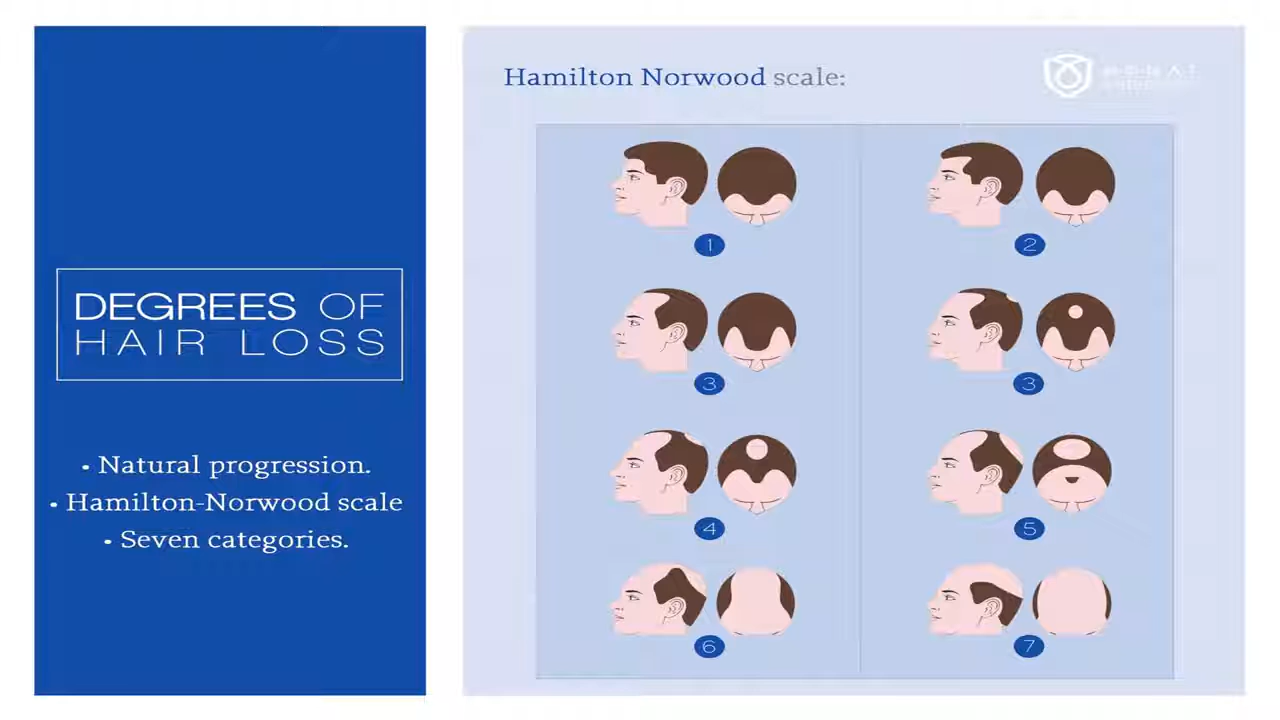 DEGREES OF
HAIR LOSS
• Natural progression.
• Hamilton-Norwood scale
• Seven categories.
Hamilton Norwood scale:
1
2
3
3
4
5
6
7